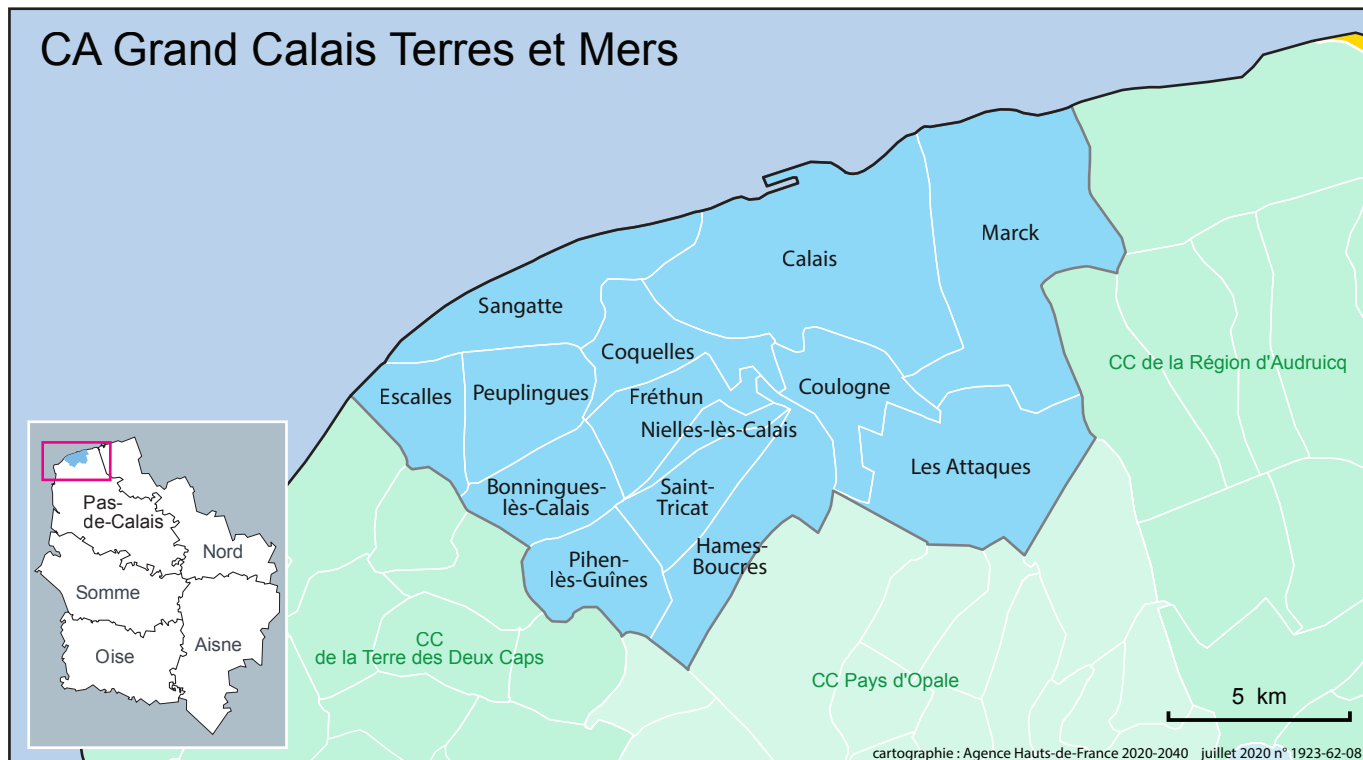 CA Grand Calais Terres et Mers
Marck
Calais
Sangatte
Coquelles
CC de la Région d'Audruicq
Escalles
Peuplingues
Fréthun
Coulogne
Nielles-lès-Calais
Les Attaques
Bonningues-
lès-Calais
Saint-
Tricat
Hames-
Boucres
Pihen-
lès-Guînes
CC
de la Terre des Deux Caps
CC Pays d'Opale
Pas-
de-Calais
Nord
Somme
Aisne
Oise
5 km
cartographie : Agence Hauts-de-France 2020-2040 juillet 2020 n° 1923-62-08